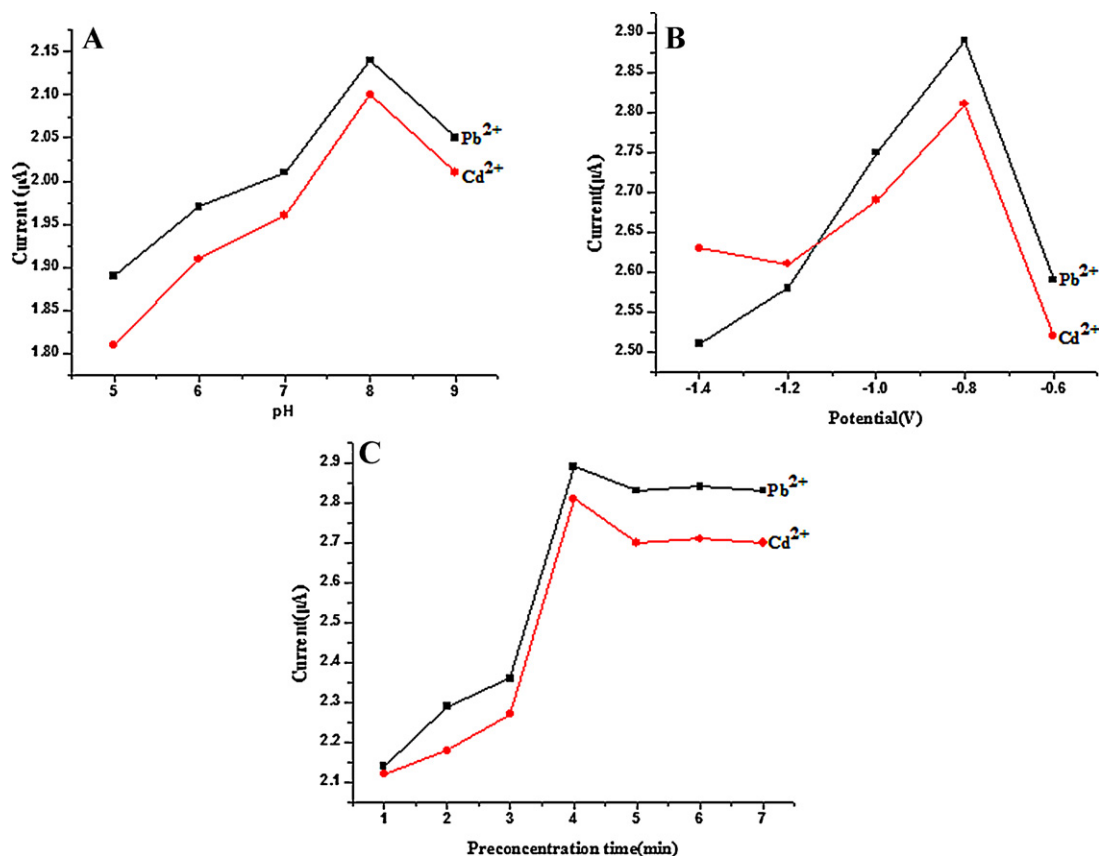 A
2.15
2.10
2.05
2.00
1.95
1.90
1.85
1.80
Current (µA)
Pb2+
Cd2+
5 6 7 8 9
pH
B
2.90
2.85
2.80
2.75
2.70
2.65
2.60
2.55
2.50
Current(µA)
Pb2+
Cd2+
-1.4 -1.2 -1.0 -0.8 -0.6
Potential(V)
C
2.9
2.8
2.7
2.6
2.5
2.4
2.3
2.2
2.1
Current(µA)
Pb2+
Cd2+
1 2 3 4 5 6 7
Preconcentration time(min)